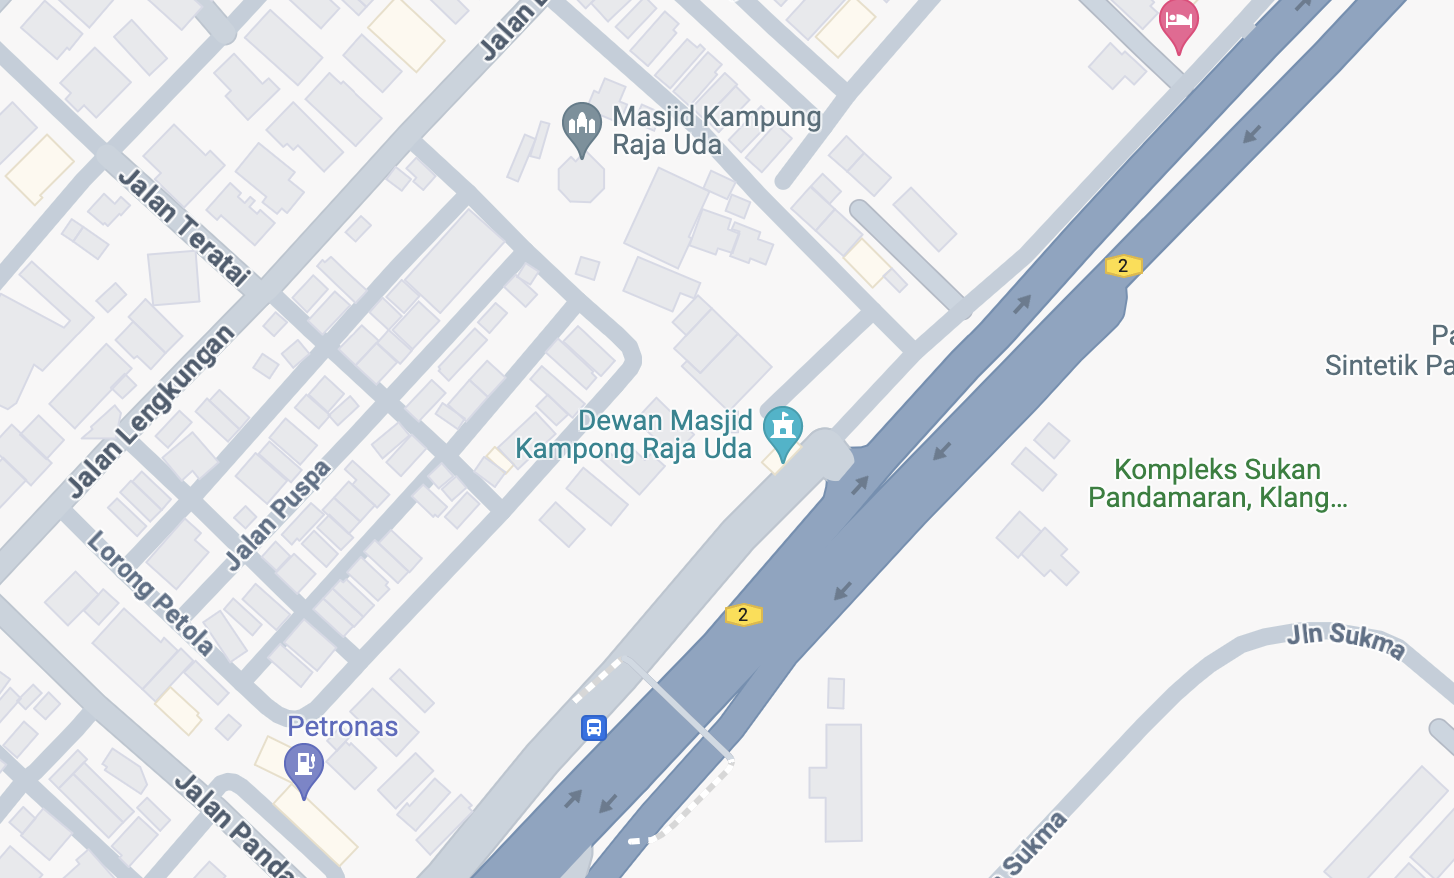 Jalan
Masjid Kampung
Raja Uda
Jalan Teratai
2
Pa
Sintetik Pa
Jalan Lengkungan
Dewan Masjid
Kampong Raja Uda
Kompleks Sukan
Pandamaran, Klang...
Jalan Puspa
Lorong Petola
2
Jln Sukma
Petronas
Jalan Panda
Sukma